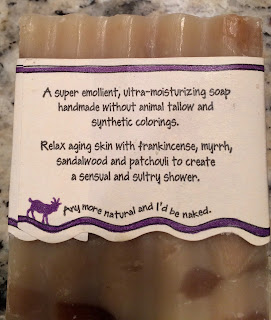 A super emollient, ultra-moisturizing soap
handmade without animal tallow and
synthetic colorings.
Relax aging skin with frankincense, myrrh,
sandalwood and patchouli to create
a sensual and sultry shower.
Any more natural and I'd be naked.